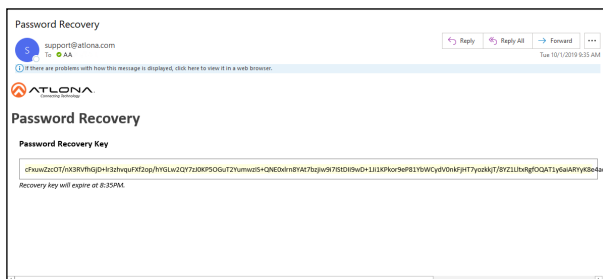 Password Recovery
S
support@atlona.com
To AA
Reply
Reply All
Forward
...
Tue 10/1/2019 9:35 AM
If there are problems with how this message is displayed, click here to view it in a web browser.
ATLONA
Connecting Technology
Password Recovery
Password Recovery Key
Recovery key will expire at 8:35PM.